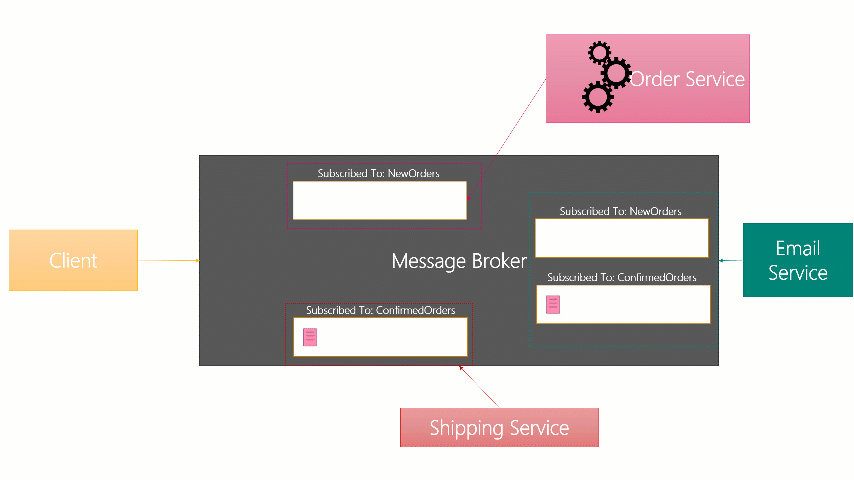 Order Service
Subscribed To: NewOrders
Subscribed To: NewOrders
Client
Message Broker
Email
Service
Subscribed To: ConfirmedOrders
Subscribed To: ConfirmedOrders
Shipping Service